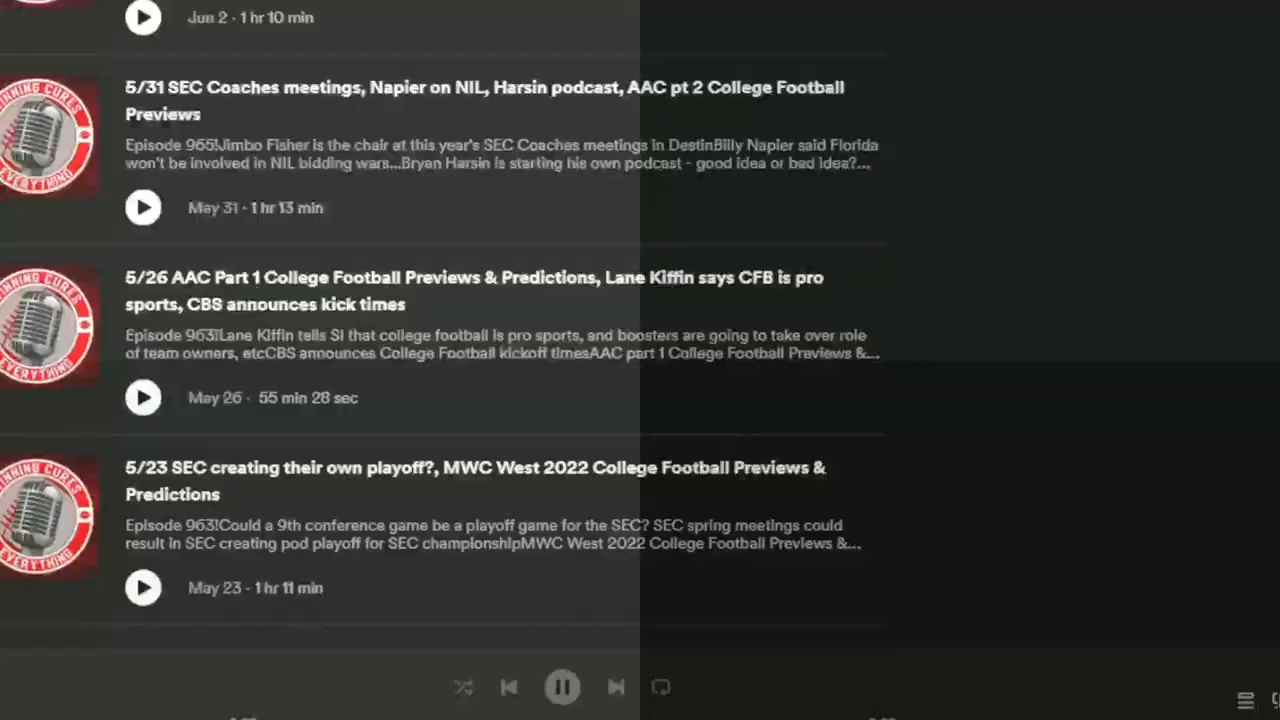 Jun 2 · 1 hr 10 min
5/31 SEC Coaches meetings, Napier on NIL, Harsin podcast, AAC pt 2 College Football
Previews
Episode 965!Jimbo Fisher is the chair at this year's SEC Coaches meetings in DestinBilly Napier said Florida
won't be involved in NIL bidding wars...Bryan Harsin is starting his own podcast - good idea or bad idea?...
WINNING CURES
EVERYTHING
May 31 · 1 hr 13 min
5/26 AAC Part 1 College Football Previews & Predictions, Lane Kiffin says CFB is pro
sports, CBS announces kick times
Episode 963!Lane Kiffin tells SI that college football is pro sports, and boosters are going to take over role
of team owners, etcCBS announces College Football kickoff timesAAC part 1 College Football Previews &...
INNING CURES
EVERYTHING
May 26 · 55 min 28 sec
5/23 SEC creating their own playoff?, MWC West 2022 College Football Previews &
Predictions
Episode 963!Could a 9th conference game be a playoff game for the SEC? SEC spring meetings could
result in SEC creating pod playoff for SEC championshipMWC West 2022 College Football Previews &...
INNING CURES
EVERYTHING
May 23 · 1 hr 11 min